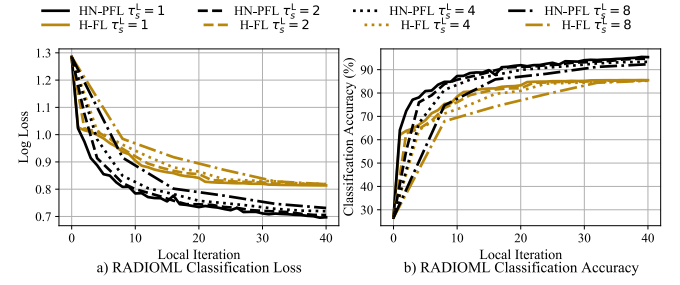 HN-PFL τ_s^L = 1 HN-PFL τ_s^L = 2 HN-PFL τ_s^L = 4 HN-PFL τ_s^L = 8
H-FL τ_s^L = 1 H-FL τ_s^L = 2 H-FL τ_s^L = 4 H-FL τ_s^L = 8
Log Loss
1.3
1.2
1.1
1.0
0.9
0.8
0.7
0 10 20 30 40
Local Iteration
a) RADIOML Classification Loss
Classification Accuracy (%)
90
80
70
60
50
40
30
0 10 20 30 40
Local Iteration
b) RADIOML Classification Accuracy